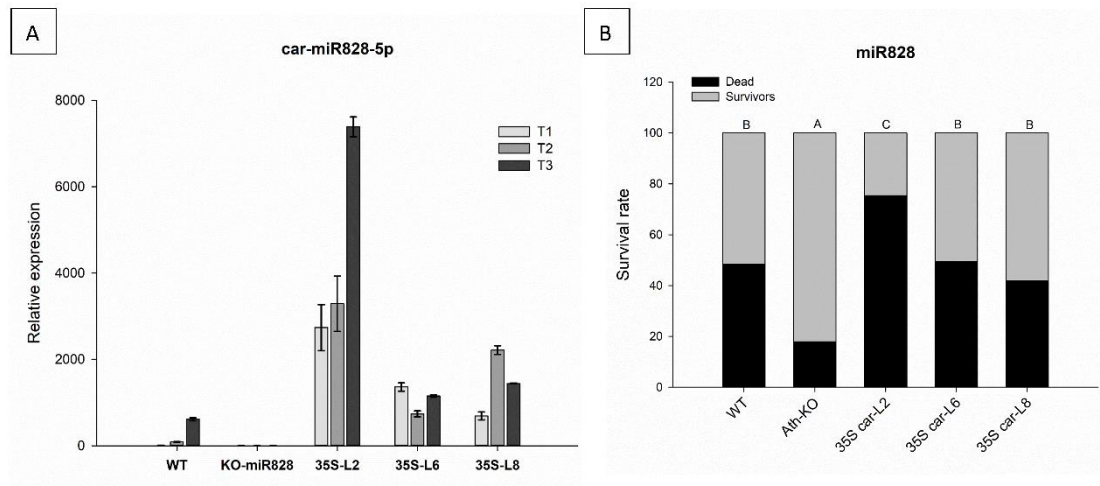 A
car-miR828-5p
Relative expression
8000
6000
4000
2000
0
T1
T2
T3
WT
KO-miR828
35S-L2
35S-L6
35S-L8
B
miR828
Survival rate
Dead
Survivors
120
100
80
60
40
20
0
B
A
C
B
B
WT
Ath-KO
35S car-L2
35S car-L6
35S car-L8